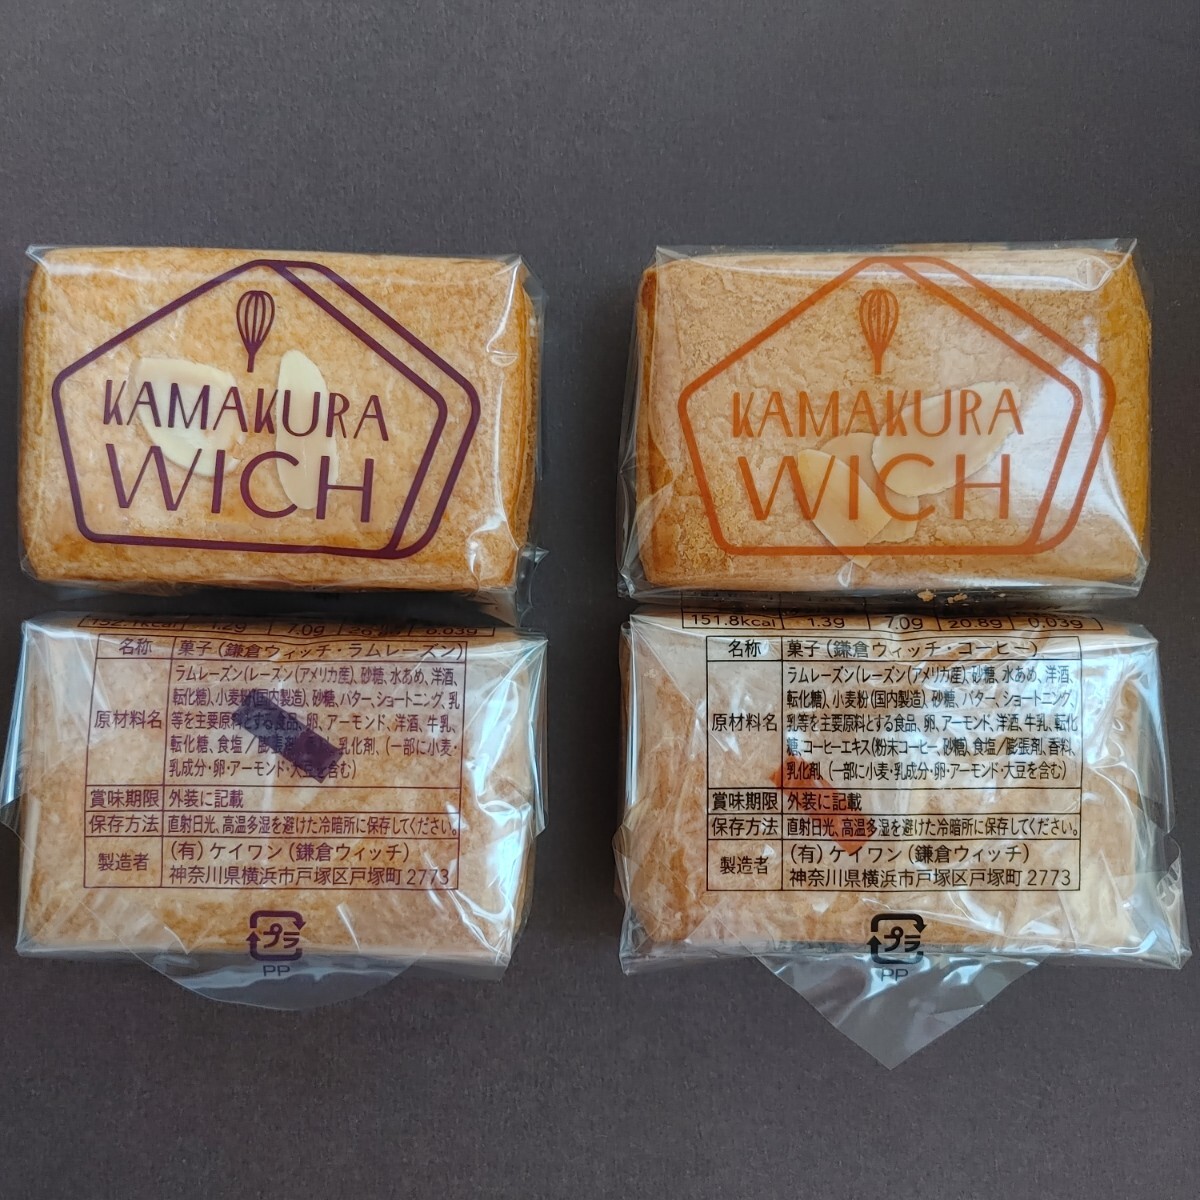 KAMAKURA
WICH
KAMAKURA
WICH
152.1kcal 1.2g 7.0g 20.8g 0.03g
名称 菓子(鎌倉ウィッチ・ラムレーズン)
原材料名
ラムレーズン(レーズン(アメリカ産)、砂糖、水あめ、洋酒、
転化糖)、小麦粉(国内製造)、砂糖、バター、ショートニング、乳
等を主要原料とする食品、卵、アーモンド、洋酒、牛乳、
転化糖、食塩/膨張剤、香料、乳化剤、(一部に小麦・
乳成分・卵・アーモンド・大豆を含む)
賞味期限 外装に記載
保存方法 直射日光、高温多湿を避けた冷暗所に保存してください。
製造者
(有)ケイワン(鎌倉ウィッチ)
神奈川県横浜市戸塚区戸塚町2773
プラ
PP
151.8kcal 1.3g 7.0g 20.8g 0.03g
名称 菓子(鎌倉ウィッチ・コーヒー)
原材料名
ラムレーズン(レーズン(アメリカ産)、砂糖、水あめ、洋酒、
転化糖)、小麦粉(国内製造)、砂糖、バター、ショートニング、
乳等を主要原料とする食品、卵、アーモンド、洋酒、牛乳、転化
糖、コーヒーエキス(粉末コーヒー、砂糖)、食塩/膨張剤、香料、
乳化剤、(一部に小麦・乳成分・卵・アーモンド・大豆を含む)
賞味期限 外装に記載
保存方法 直射日光、高温多湿を避けた冷暗所に保存してください。
製造者
(有)ケイワン(鎌倉ウィッチ)
神奈川県横浜市戸塚区戸塚町2773
プラ
PP